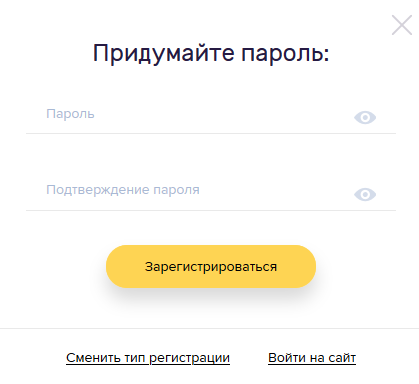 Придумайте пароль:
Пароль
Подтверждение пароля
Зарегистрироваться
Сменить тип регистрации Войти на сайт